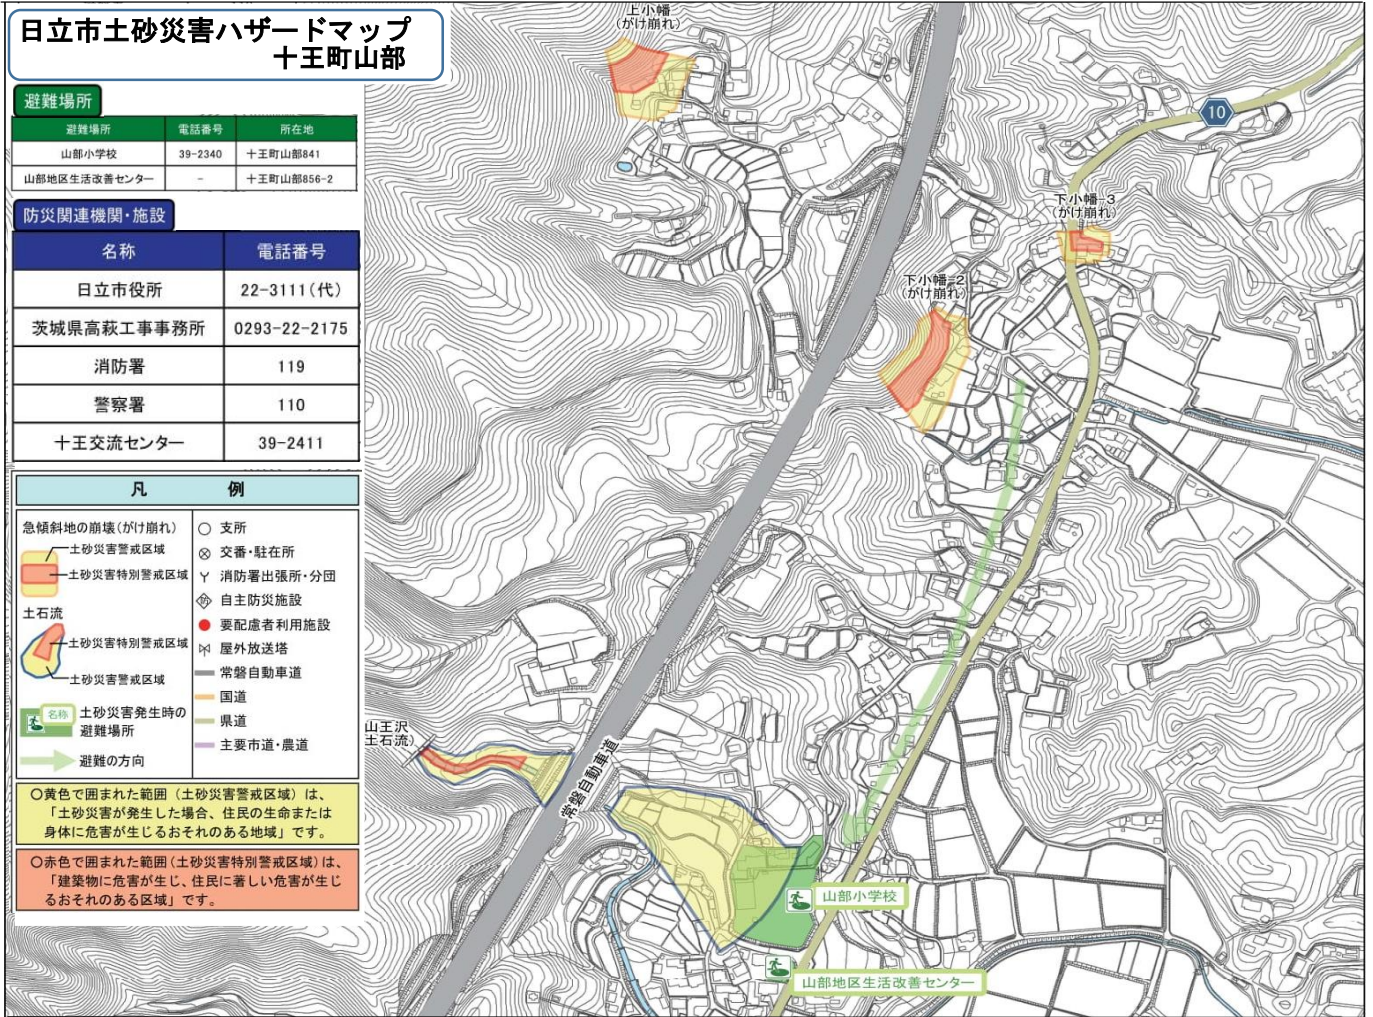 日立市土砂災害ハザードマップ
十王町山部
避難場所
避難場所 電話番号 所在地
山部小学校 39-2340 十王町山部841
山部地区生活改善センター - 十王町山部856-2
防災関連機関・施設
名称 電話番号
日立市役所 22-3111(代)
茨城県高萩工事事務所 0293-22-2175
消防署 119
警察署 110
十王交流センター 39-2411
凡 例
急傾斜地の崩壊(がけ崩れ)
土砂災害警戒区域
土砂災害特別警戒区域
土石流
土砂災害特別警戒区域
土砂災害警戒区域
名称 土砂災害発生時の
避難場所
避難の方向
支所
交番・駐在所
消防署出張所・分団
防 自主防災施設
要配慮者利用施設
屋外放送塔
常磐自動車道
国道
県道
主要市道・農道
○黄色で囲まれた範囲(土砂災害警戒区域)は、
「土砂災害が発生した場合、住民の生命または
身体に危害が生じるおそれのある地域」です。
○赤色で囲まれた範囲(土砂災害特別警戒区域)は、
「建築物に危害が生じ、住民に著しい危害が生じ
るおそれのある区域」です。
上小幡
(がけ崩れ)
10
下小幡-3
(がけ崩れ)
下小幡-2
(がけ崩れ)
山王沢
土石流)
常磐自動車道
山部小学校
山部地区生活改善センター